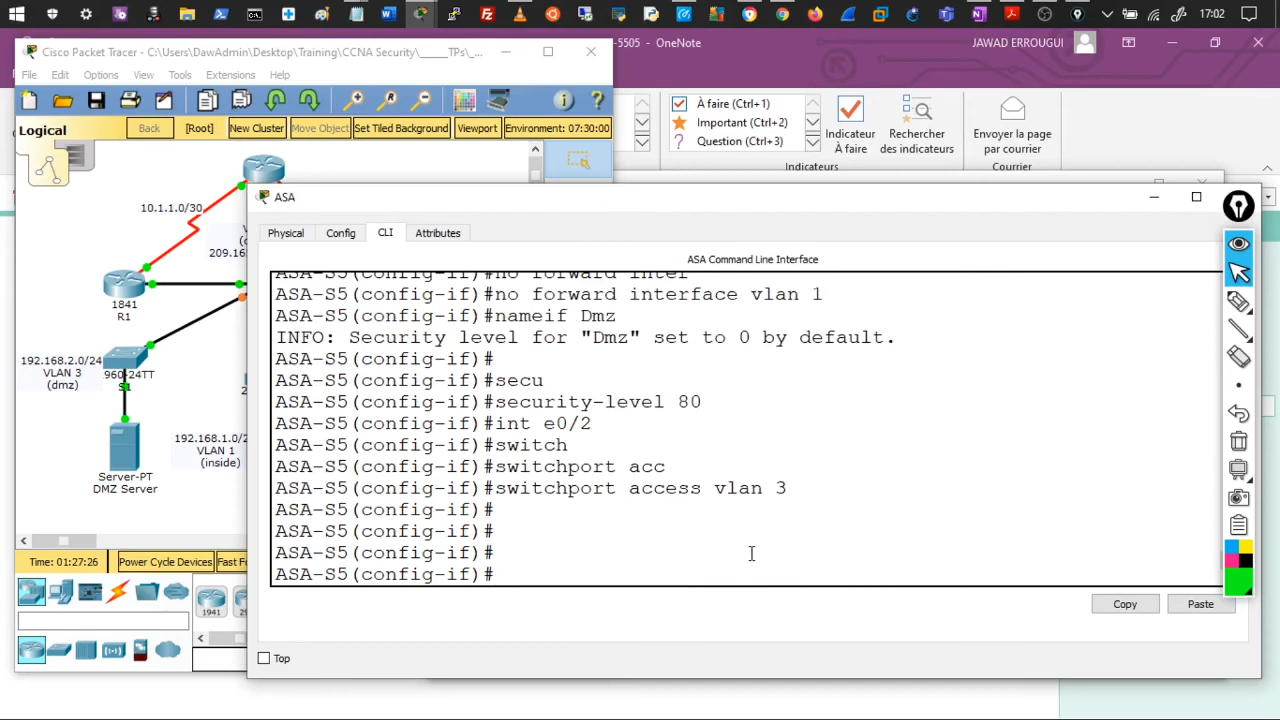 17:02
Cisco Packet Tracer - C:\Users\DawAdmin\Desktop\Training\CCNA Security\_____TPs\_...
-5505 - OneNote
JAWAD ERROUGUI
File Edit Options View Tools Extensions Help
À faire (Ctrl+1)
Important (Ctrl+2)
Question (Ctrl+3)
Indicateur
À faire
Rechercher
des indicateurs
Envoyer la page
par courrier
Indicateurs
Courrier
Logical
Back
[Root]
New Cluster
Move Object
Set Tiled Background
Viewport
Environment: 07:30:00
10.1.1.0/30
209.16
1841
R1
192.168.2.0/24
VLAN 3
(dmz)
960-24TT
S1
192.168.1.0/2
VLAN 1
(inside)
Server-PT
DMZ Server
Time: 01:27:26
Power Cycle Devices
Fast F
1941
ASA
Physical
Config
CLI
Attributes
ASA Command Line Interface
ASA-S5(config-if)#no forward inter
ASA-S5(config-if)#no forward interface vlan 1
ASA-S5(config-if)#nameif Dmz
INFO: Security level for "Dmz" set to 0 by default.
ASA-S5(config-if)#
ASA-S5(config-if)#secu
ASA-S5(config-if)#security-level 80
ASA-S5(config-if)#int e0/2
ASA-S5(config-if)#switch
ASA-S5(config-if)#switchport acc
ASA-S5(config-if)#switchport access vlan 3
ASA-S5(config-if)#
ASA-S5(config-if)#
ASA-S5(config-if)#
ASA-S5(config-if)#
Copy
Paste
Top